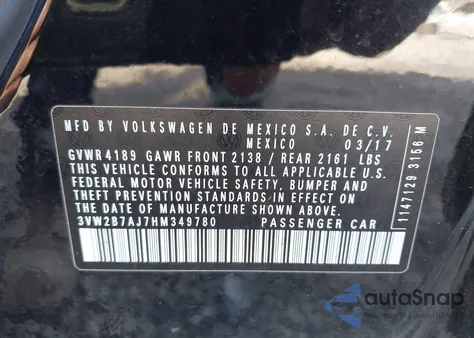 MFD. BY VOLKSWAGEN DE MEXICO S.A. DE C.V.
MEXICO 03/17
GVWR 4189 GAWR FRONT 2138 / REAR 2161 LBS
THIS VEHICLE CONFORMS TO ALL APPLICABLE U.S.
FEDERAL MOTOR VEHICLE SAFETY, BUMPER AND
THEFT PREVENTION STANDARDS IN EFFECT ON THE
DATE OF MANUFACTURE SHOWN ABOVE.
3VW2B7AJ7HM349780 PASSENGER CAR
1147129 3156 M
autoSnap